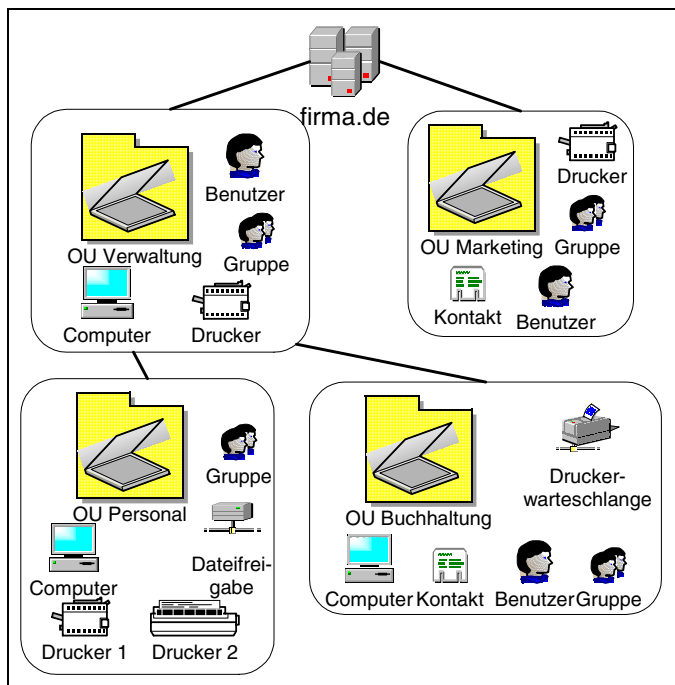 firma.de
Benutzer
OU Verwaltung
Gruppe
Computer
Drucker
Drucker
OU Marketing
Gruppe
Kontakt
Benutzer
Gruppe
OU Personal
Computer
Dateifrei-
gabe
Drucker 1
Drucker 2
Drucker-
warteschlange
OU Buchhaltung
Computer
Kontakt
Benutzer
Gruppe